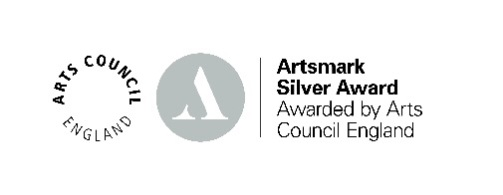 ARTS COUNCIL
ENGLAND
A
Artsmark
Silver Award
Awarded by Arts
Council England